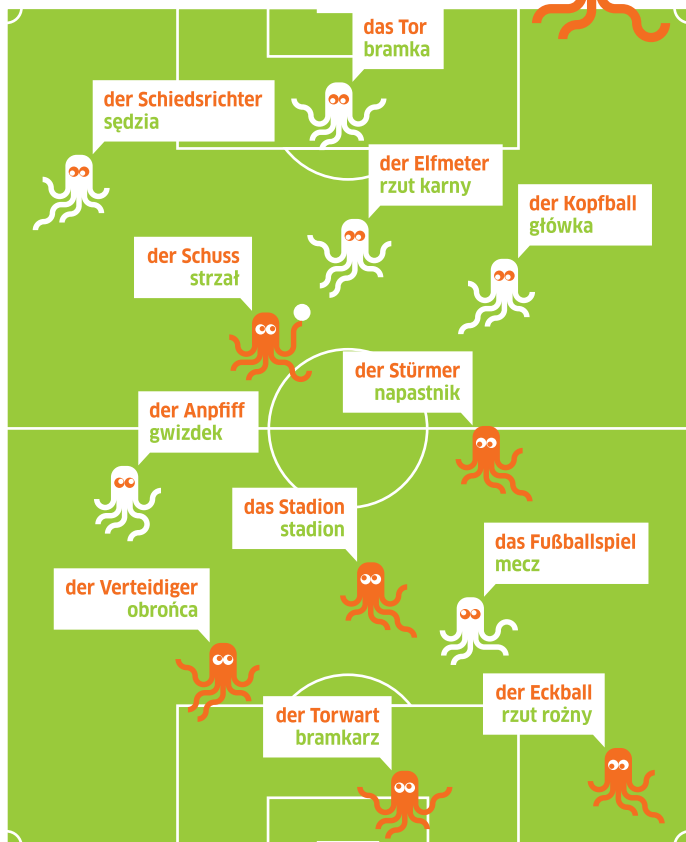 das Tor
bramka
der Schiedsrichter
sędzia
der Elfmeter
rzut karny
der Kopfball
główka
der Schuss
strzał
der Stürmer
napastnik
der Anpfiff
gwizdek
das Stadion
stadion
das Fußballspiel
mecz
der Verteidiger
obrońca
der Eckball
rzut rożny
der Torwart
bramkarz